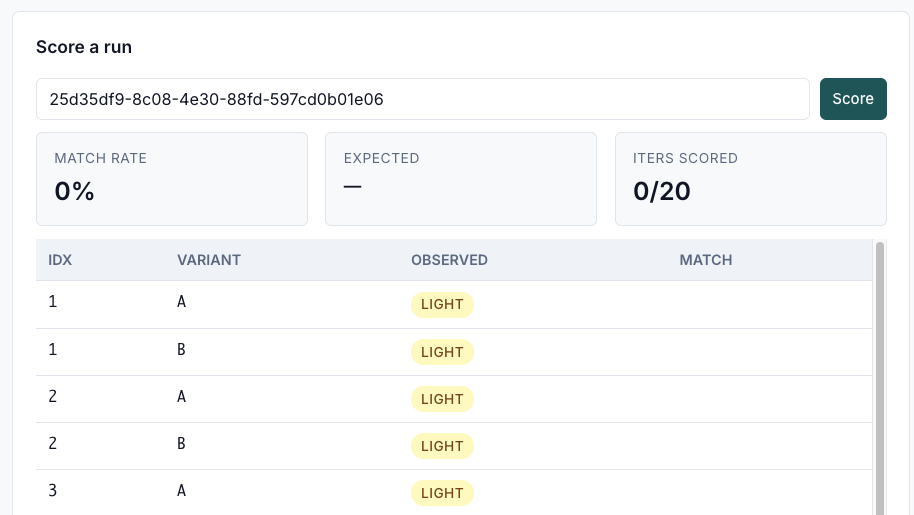 Score a run
25d35df9-8c08-4e30-88fd-597cd0b01e06 Score
MATCH RATE EXPECTED ITERS SCORED
0% — 0/20
IDX VARIANT OBSERVED MATCH
1 A LIGHT
1 B LIGHT
2 A LIGHT
2 B LIGHT
3 A LIGHT